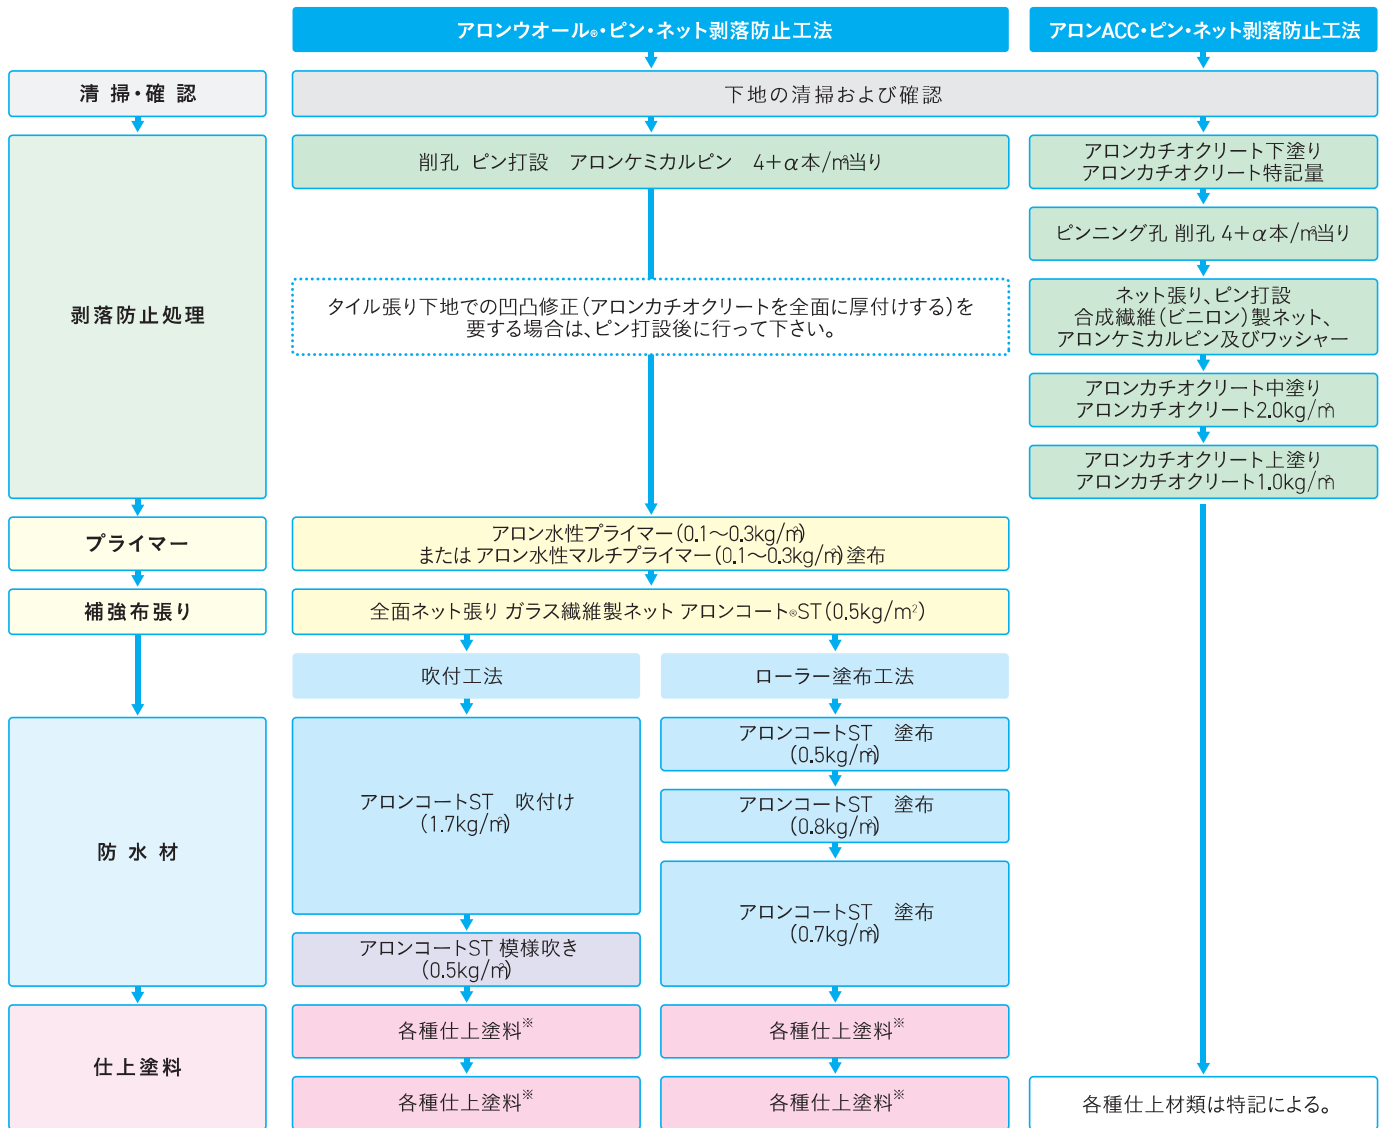 アロンウオール®・ピン・ネット剥落防止工法
アロンACC・ピン・ネット剥落防止工法
清掃・確認
下地の清掃および確認
剥落防止処理
削孔 ピン打設　アロンケミカルピン　4+α本/㎡当り
タイル張り下地での凹凸修正(アロンカチオクリートを全面に厚付けする)を
要する場合は、ピン打設後に行って下さい。
アロンカチオクリート下塗り
アロンカチオクリート特記量
ピンニング孔 削孔 4+α本/㎡当り
ネット張り、ピン打設
合成繊維(ビニロン)製ネット、
アロンケミカルピン及びワッシャー
アロンカチオクリート中塗り
アロンカチオクリート2.0kg/㎡
アロンカチオクリート上塗り
アロンカチオクリート1.0kg/㎡
プライマー
アロン水性プライマー(0.1〜0.3kg/㎡)
または アロン水性マルチプライマー(0.1〜0.3kg/㎡)塗布
補強布張り
全面ネット張り ガラス繊維製ネット アロンコート®ST(0.5kg/m²)
吹付工法
ローラー塗布工法
防水材
アロンコートST　吹付け
(1.7kg/㎡)
アロンコートST 模様吹き
(0.5kg/㎡)
アロンコートST　塗布
(0.5kg/㎡)
アロンコートST　塗布
(0.8kg/㎡)
アロンコートST　塗布
(0.7kg/㎡)
仕上塗料
各種仕上塗料※
各種仕上塗料※
各種仕上塗料※
各種仕上塗料※
各種仕上材類は特記による。